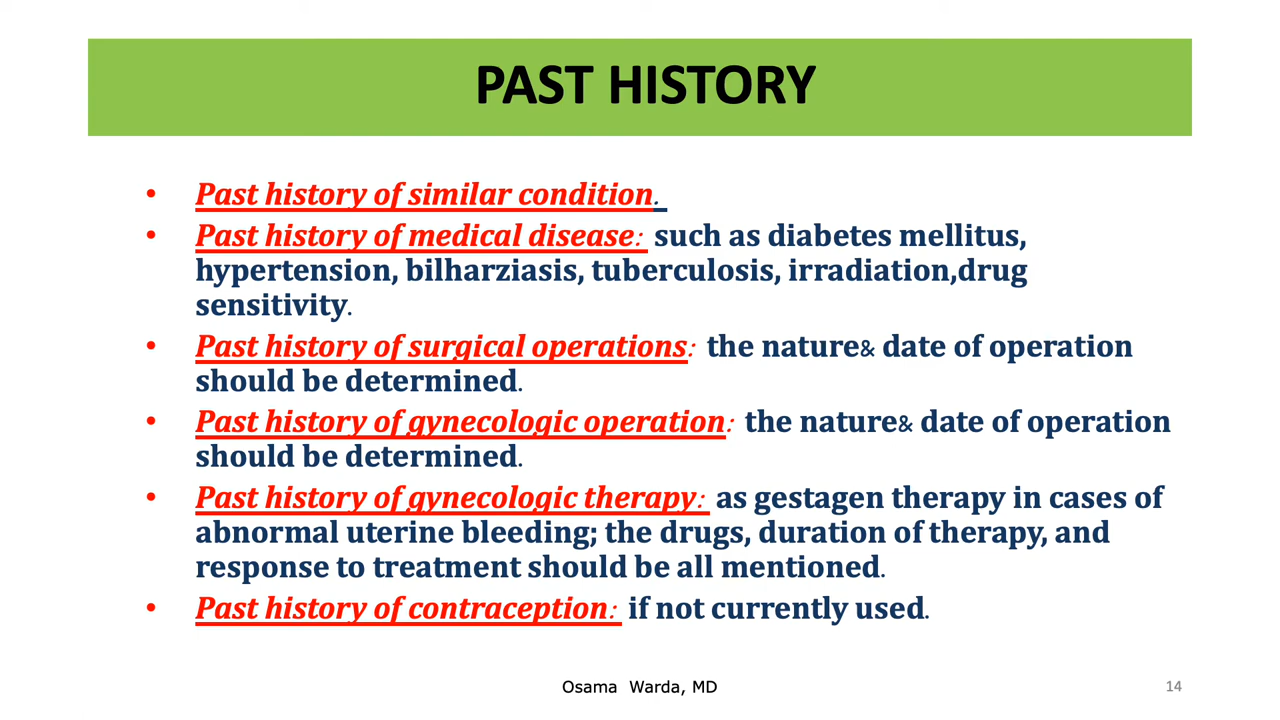 PAST HISTORY
• Past history of similar condition.
• Past history of medical disease: such as diabetes mellitus,
hypertension, bilharziasis, tuberculosis, irradiation,drug
sensitivity.
• Past history of surgical operations: the nature& date of operation
should be determined.
• Past history of gynecologic operation: the nature& date of operation
should be determined.
• Past history of gynecologic therapy: as gestagen therapy in cases of
abnormal uterine bleeding; the drugs, duration of therapy, and
response to treatment should be all mentioned.
• Past history of contraception: if not currently used.
Osama Warda, MD
14